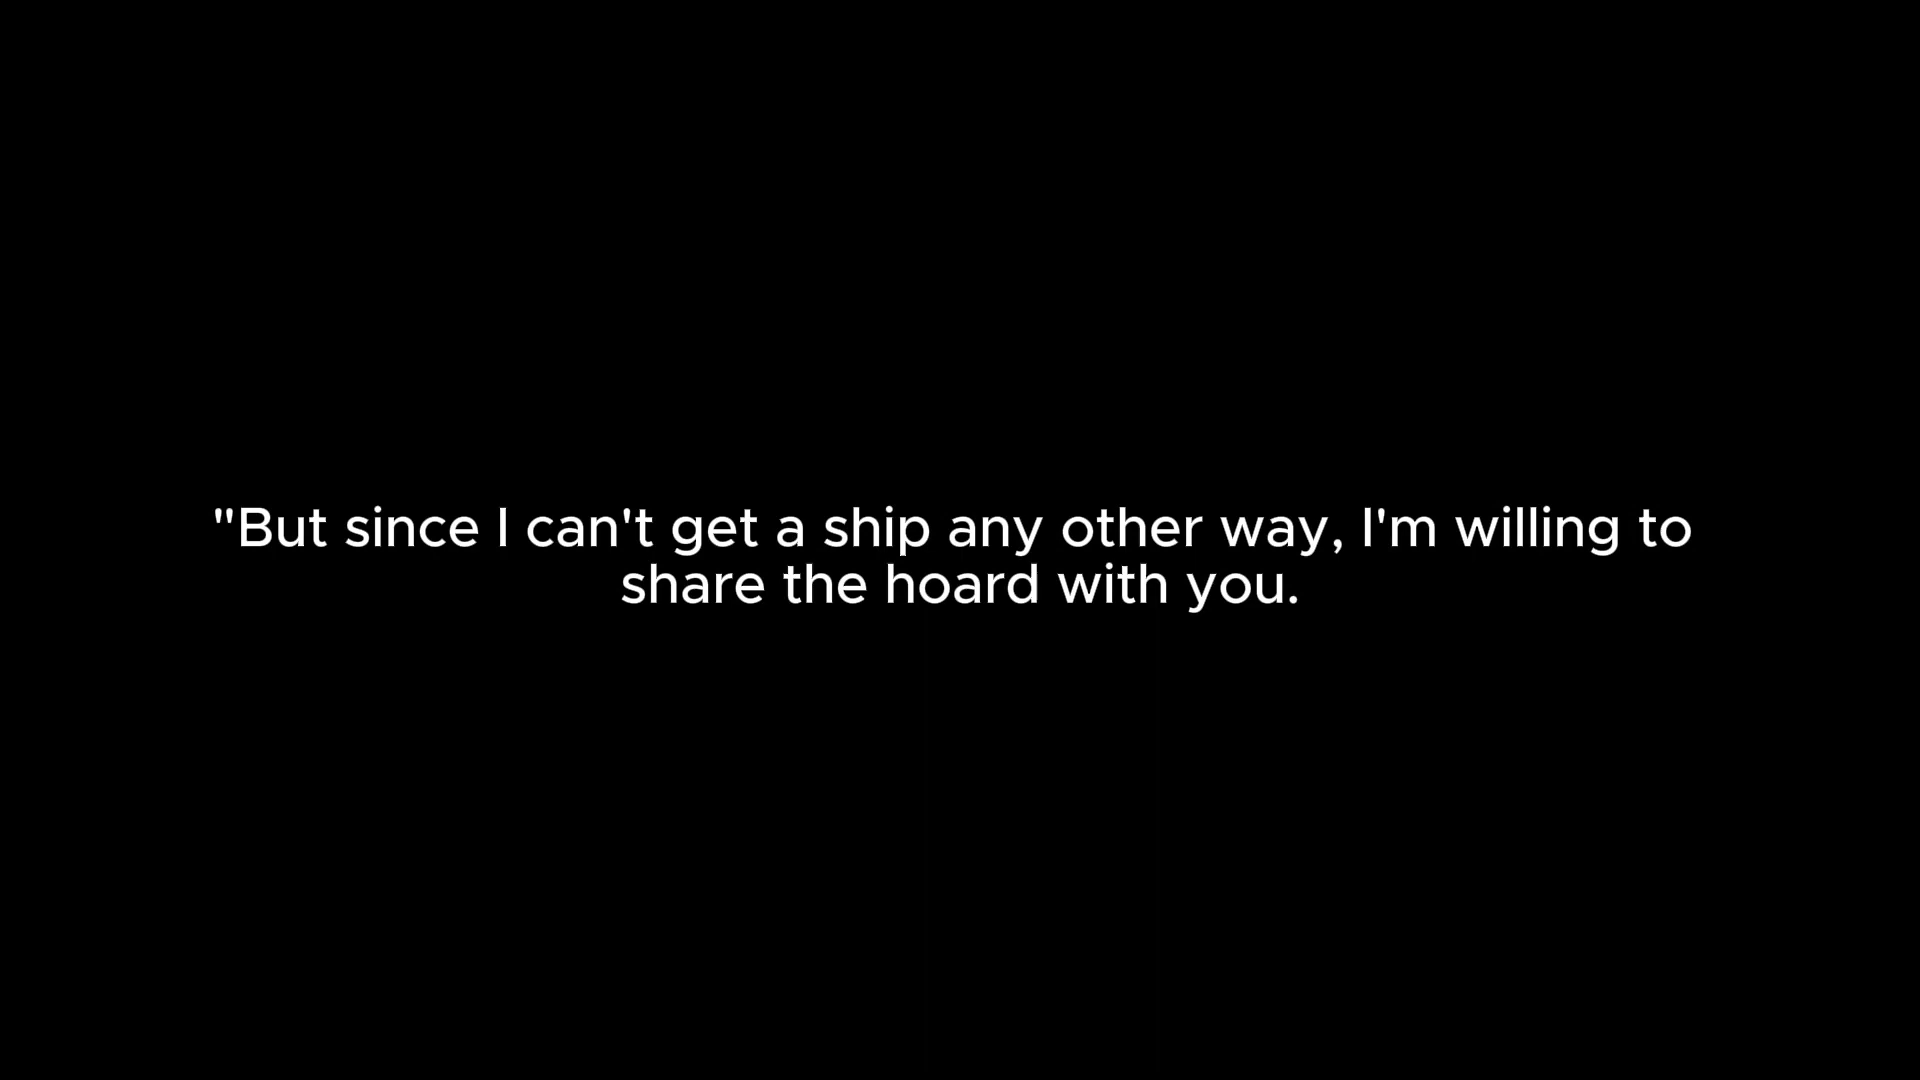 "But since I can't get a ship any other way, I'm willing to
share the hoard with you.